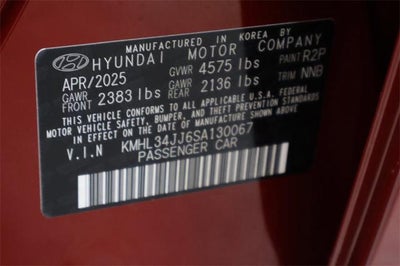 MANUFACTURED IN KOREA BY
HYUNDAI MOTOR COMPANY
APR/2025 GVWR 4575 lbs PAINT R2P
GAWR FRONT 2383 lbs GAWR REAR 2136 lbs TRIM NNB
THIS VEHICLE CONFORMS TO ALL APPLICABLE U.S. FEDERAL
MOTOR VEHICLE SAFETY, BUMPER, AND THEFT PREVENTION STANDARDS
IN EFFECT ON THE DATE OF MANUFACTURE SHOWN ABOVE.
V.I.N KMHL34JJ6SA130067
PASSENGER CAR